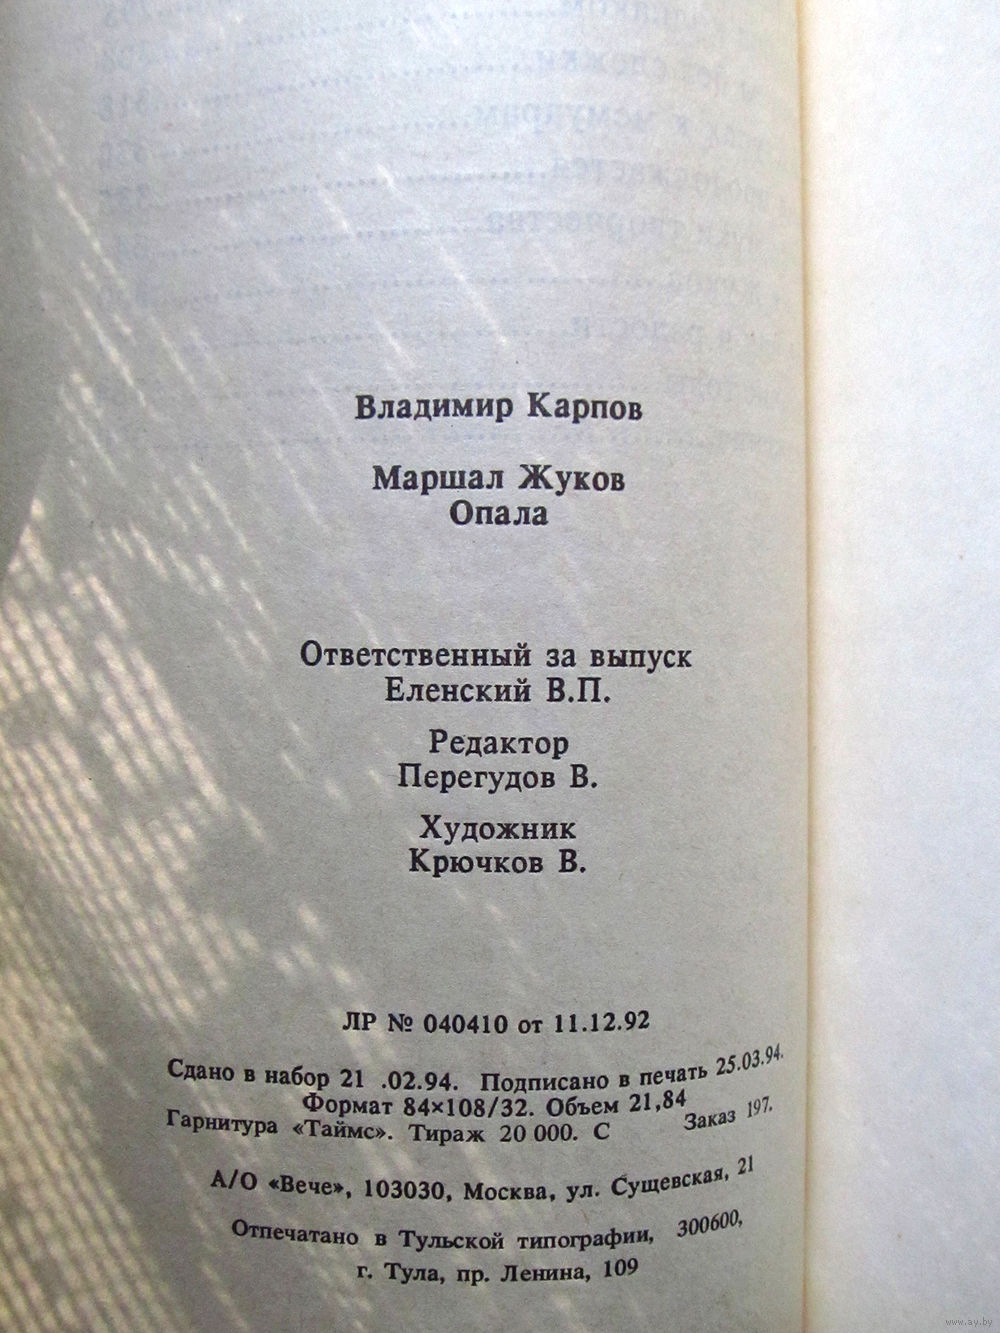 Владимир Карпов
Маршал Жуков
Опала
Ответственный за выпуск
Еленский В.П.
Редактор
Перегудов В.
Художник
Крючков В.
ЛР № 040410 от 11.12.92
Сдано в набор 21 .02.94. Подписано в печать 25.03.94.
Формат 84×108/32. Объем 21,84
Гарнитура «Таймс». Тираж 20 000. С Заказ 197.
А/О «Вече», 103030, Москва, ул. Сущевская, 21
Отпечатано в Тульской типографии, 300600,
г. Тула, пр. Ленина, 109
www.ay.by